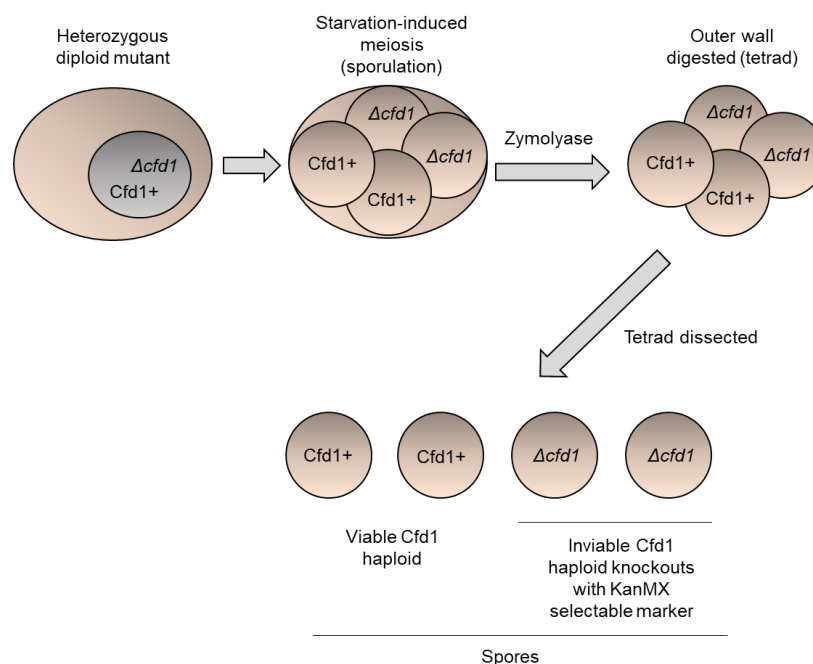 Heterozygous
diploid mutant
Starvation-induced
meiosis
(sporulation)
Outer wall
digested (tetrad)
Δcfd1
Cfd1+
Δcfd1
Cfd1+
Δcfd1
Cfd1+
Zymolyase
Δcfd1
Cfd1+
Δcfd1
Cfd1+
Tetrad dissected
Cfd1+
Cfd1+
Δcfd1
Δcfd1
Viable Cfd1
haploid
Inviable Cfd1
haploid knockouts
with KanMX
selectable marker
Spores